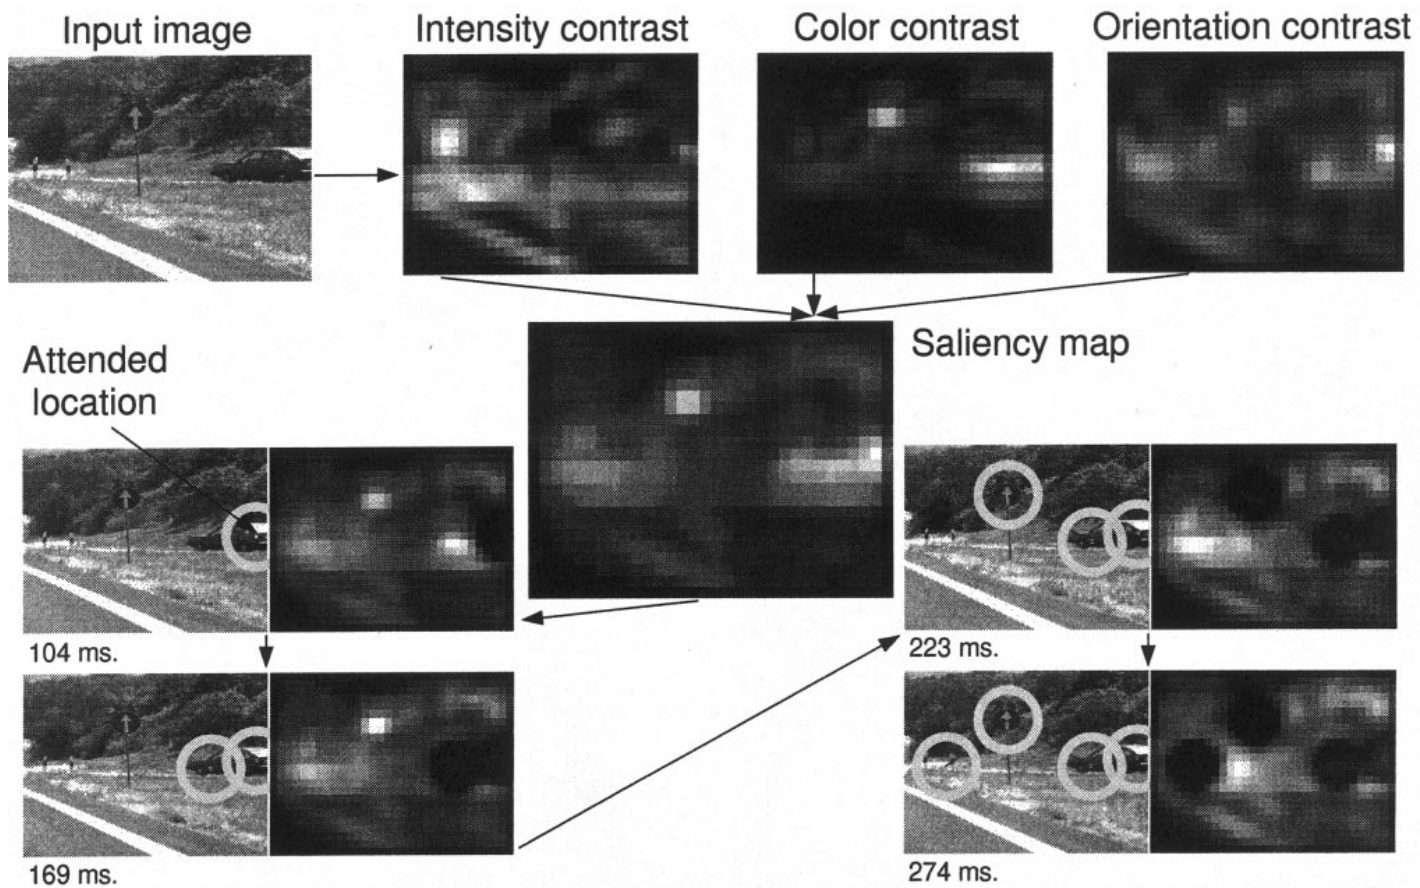 Input image
Intensity contrast
Color contrast
Orientation contrast
Saliency map
Attended
location
104 ms.
169 ms.
223 ms.
274 ms.